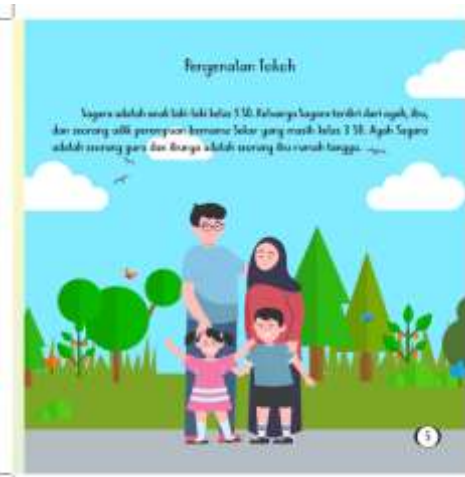 Pengenalan Tokoh
Sagara adalah anak laki-laki kelas 5 SD. Keluarga Sagara terdiri dari ayah, ibu,
dan seorang adik perempuan bernama Sekar yang masih kelas 3 SD. Ayah Sagara
adalah seorang guru dan ibunya adalah seorang ibu rumah tangga.
5